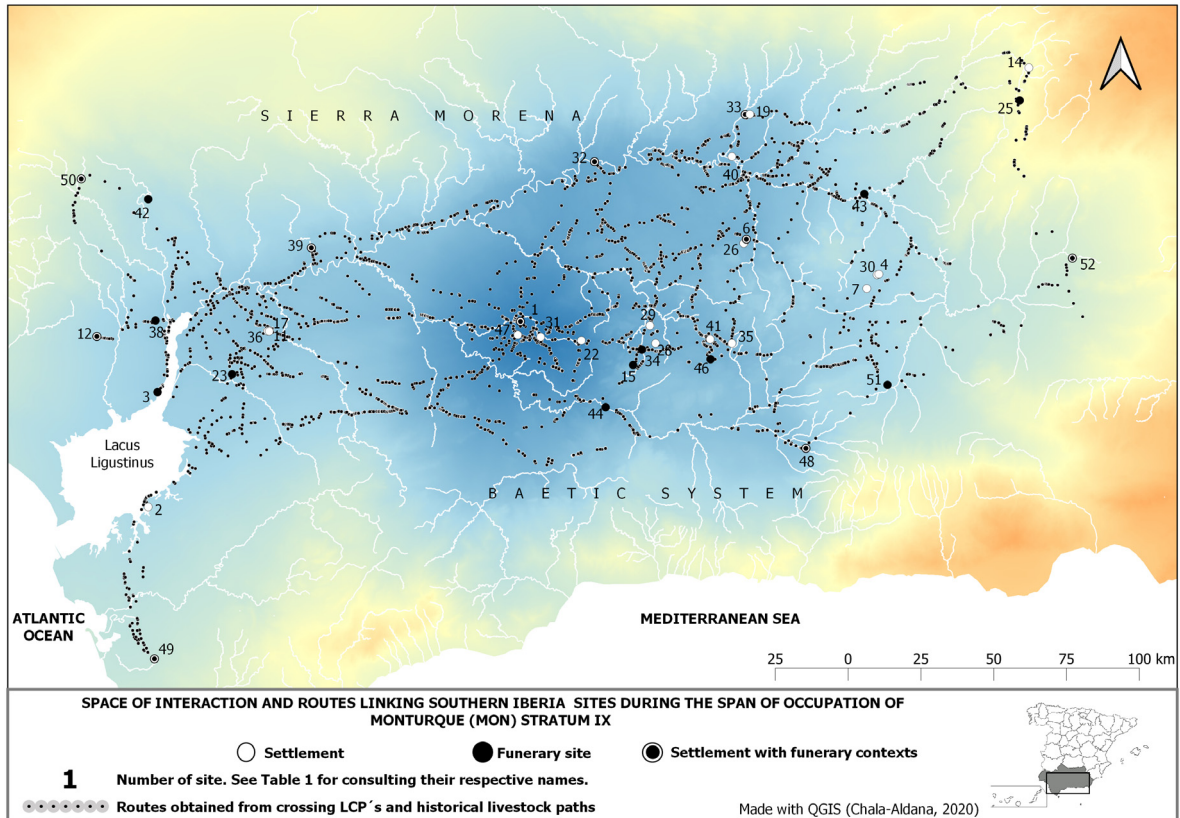 14
25
SIERRA MORENA
33
19
32
40
50
42
43
39
6
26
52
30 4
7
1
29
38
17
31
12
36
11
47
41
35
22
28
34
46
15
23
51
3
44
Lacus
Ligustinus
48
BAETIC SYSTEM
2
ATLANTIC
OCEAN
MEDITERRANEAN SEA
49
25 0 25 50 75 100 km
SPACE OF INTERACTION AND ROUTES LINKING SOUTHERN IBERIA SITES DURING THE SPAN OF OCCUPATION OF
MONTURQUE (MON) STRATUM IX
Settlement
Funerary site
Settlement with funerary contexts
1 Number of site. See Table 1 for consulting their respective names.
Routes obtained from crossing LCP´s and historical livestock paths
Made with QGIS (Chala-Aldana, 2020)